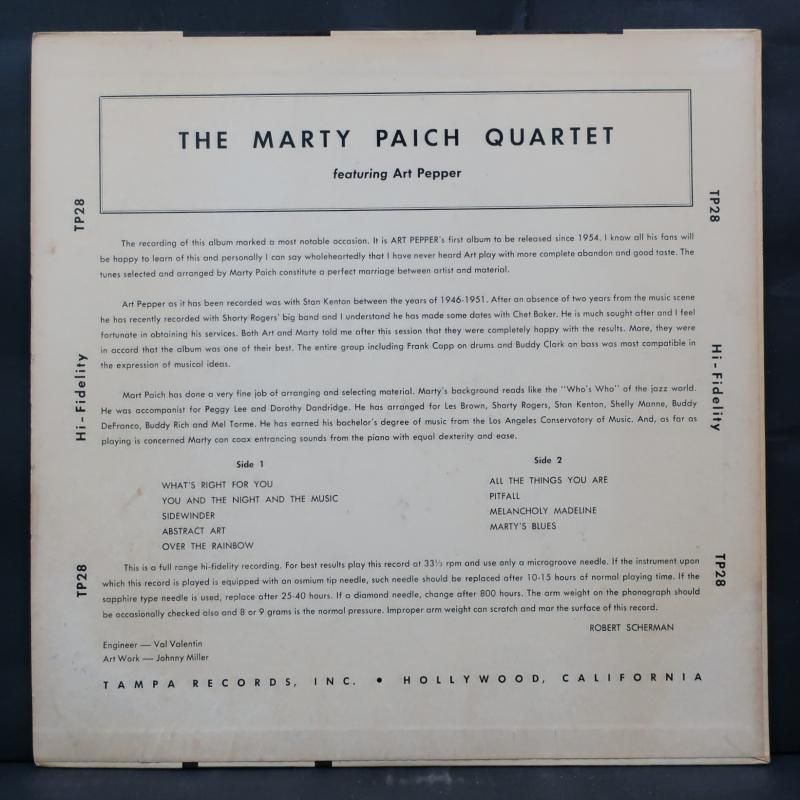 THE MARTY PAICH QUARTET
featuring Art Pepper
TP28
TP28
The recording of this album marked a most notable occasion. It is ART PEPPER's first album to be released since 1954. I know all his fans will
be happy to learn of this and personally I can say wholeheartedly that I have never heard Art play with more complete abandon and good taste. The
tunes selected and arranged by Marty Paich constitute a perfect marriage between artist and material.
Art Pepper as it has been recorded was with Stan Kenton between the years of 1946-1951. After an absence of two years from the music scene
he has recently recorded with Shorty Rogers' big band and I understand he has made some dates with Chet Baker. He is much sought after and I feel
fortunate in obtaining his services. Both Art and Marty told me after this session that they were completely happy with the results. More, they were
in accord that the album was one of their best. The entire group including Frank Capp on drums and Buddy Clark on bass was most compatible in
the expression of musical ideas.
Hi-Fidelity
Hi-Fidelity
Mart Paich has done a very fine job of arranging and selecting material. Marty's background reads like the "Who's Who" of the jazz world.
He was accompanist for Peggy Lee and Dorothy Dandridge. He has arranged for Les Brown, Shorty Rogers, Stan Kenton, Shelly Manne, Buddy
DeFranco, Buddy Rich and Mel Torme. He has earned his bachelor's degree of music from the Los Angeles Conservatory of Music. And, as far as
playing is concerned Marty can coax entrancing sounds from the piano with equal dexterity and ease.
Side 1
WHAT'S RIGHT FOR YOU
YOU AND THE NIGHT AND THE MUSIC
SIDEWINDER
ABSTRACT ART
OVER THE RAINBOW
Side 2
ALL THE THINGS YOU ARE
PITFALL
MELANCHOLY MADELINE
MARTY'S BLUES
TP28
TP28
This is a full range hi-fidelity recording. For best results play this record at 33⅓ rpm and use only a microgroove needle. If the instrument upon
which this record is played is equipped with an osmium tip needle, such needle should be replaced after 10-15 hours of normal playing time. If the
sapphire type needle is used, replace after 25-40 hours. If a diamond needle, change after 800 hours. The arm weight on the phonograph should
be occasionally checked also and 8 or 9 grams is the normal pressure. Improper arm weight can scratch and mar the surface of this record.
ROBERT SCHERMAN
Engineer — Val Valentin
Art Work — Johnny Miller
TAMPA RECORDS, INC. • HOLLYWOOD, CALIFORNIA